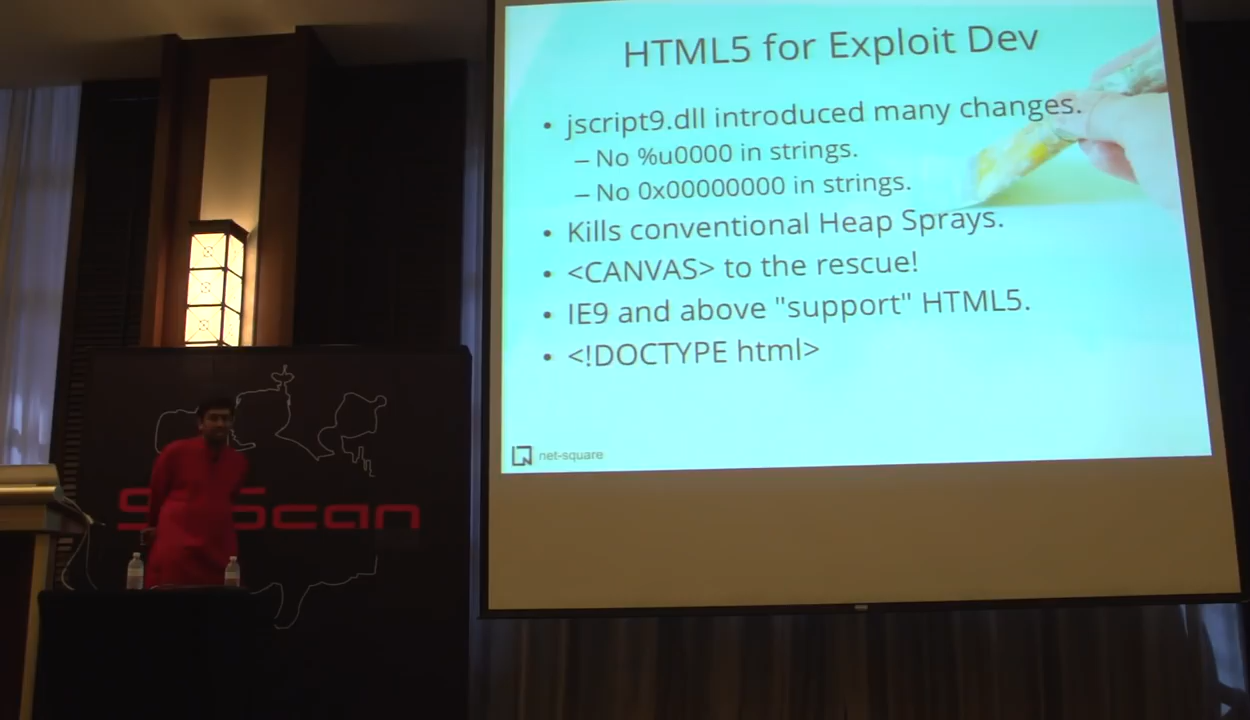 HTML5 for Exploit Dev
• jscript9.dll introduced many changes.
– No %u0000 in strings.
– No 0x00000000 in strings.
• Kills conventional Heap Sprays.
• <CANVAS> to the rescue!
• IE9 and above "support" HTML5.
• <!DOCTYPE html>
net-square